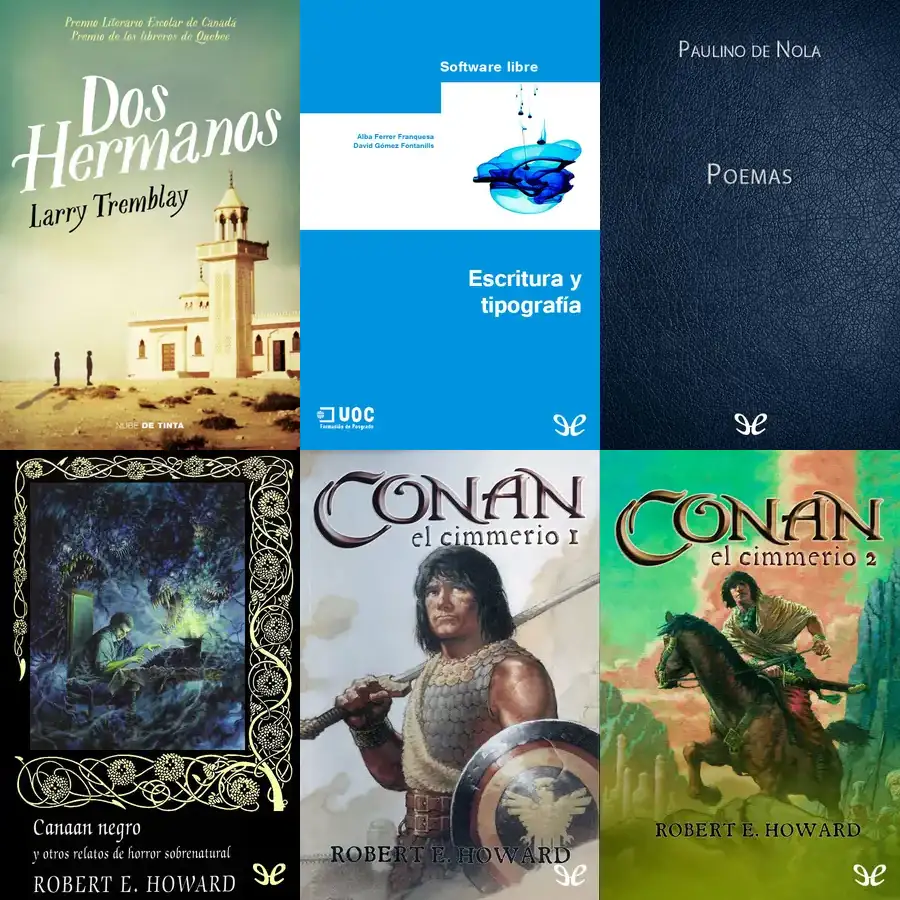 Premio Literario Escolar de Canadá
Premio de los libreros de Quebec
Dos
Hermanos
Larry Tremblay
NUBE DE TINTA
Software libre
Alba Ferrer Franquesa
David Gómez Fontanills
Escritura y
tipografía
UOC
Formación de Posgrado
Paulino de Nola
Poemas
Canaan negro
y otros relatos de horror sobrenatural
ROBERT E. HOWARD
CONAN
el cimmerio 1
ROBERT E. HOWARD
CONAN
el cimmerio 2
ROBERT E. HOWARD